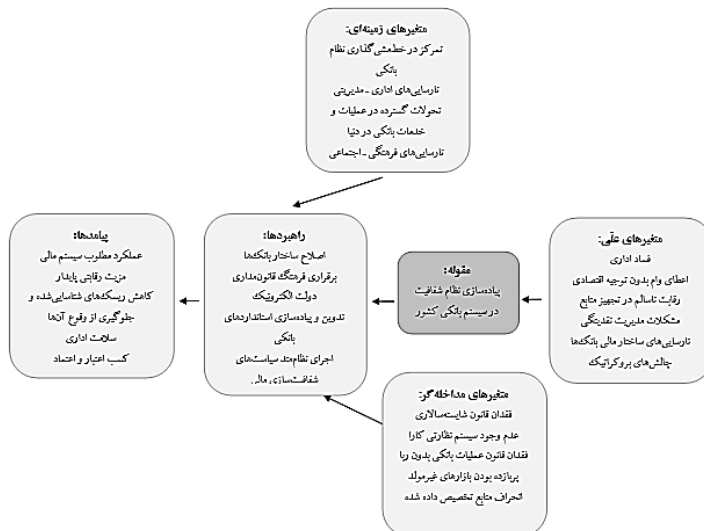 متغیرهای زمینه‌ای:
تمرکز در خط‌مشی‌گذاری نظام
بانکی
نارسایی‌های اداری ـ مدیریتی
تحولات گسترده در عملیات و
خدمات بانکی در دنیا
نارسایی‌های فرهنگی ـ اجتماعی
متغیرهای علّی:
فساد اداری
اعطای وام بدون توجیه اقتصادی
رقابت ناسالم در تجهیز منابع
مشکلات مدیریت نقدینگی
نارسایی‌های ساختار مالی بانک‌ها
چالش‌های بروکراتیک
مقوله:
پیاده‌سازی نظام شفافیت
در سیستم بانکی کشور
راهبردها:
اصلاح ساختار بانک‌ها
برقراری فرهنگ قانون‌مداری
دولت الکترونیک
تدوین و پیاده‌سازی استانداردهای
بانکی
اجرای نظام‌مند سیاست‌های
شفافیت‌سازی مالی
پیامدها:
عملکرد مطلوب سیستم مالی
مزیت رقابتی پایدار
کاهش ریسک‌های شناسایی‌شده و
جلوگیری از وقوع آن‌ها
سلامت اداری
کسب اعتبار و اعتماد
متغیرهای مداخله‌گر:
فقدان قانون شایسته‌سالاری
عدم وجود سیستم نظارتی کارا
فقدان قانون عملیات بانکی بدون ربا
پربازده بودن بازارهای غیرمولد
انحراف منابع تخصیص داده شده